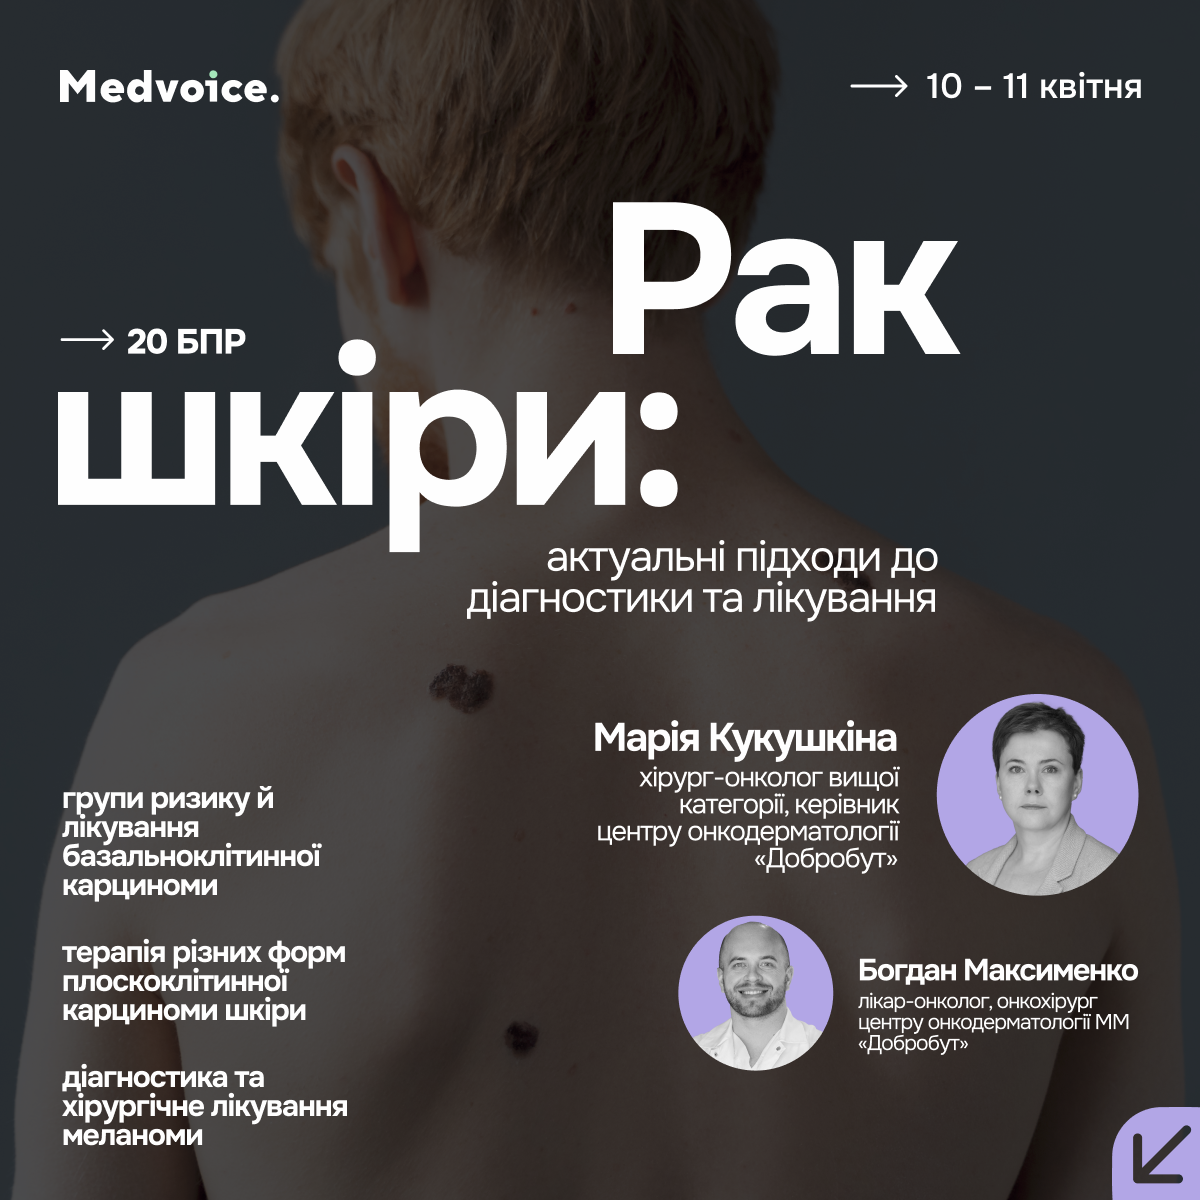 Medvoice.
10 – 11 квітня
Рак
20 БПР
шкіри:
актуальні підходи до
діагностики та лікування
Марія Кукушкіна
хірург-онколог вищої
категорії, керівник
центру онкодерматології
«Добробут»
групи ризику й
лікування
базальноклітинної
карциноми
терапія різних форм
плоскоклітинної
карциноми шкіри
діагностика та
хірургічне лікування
меланоми
Богдан Максименко
лікар-онколог, онкохірург
центру онкодерматології ММ
«Добробут»